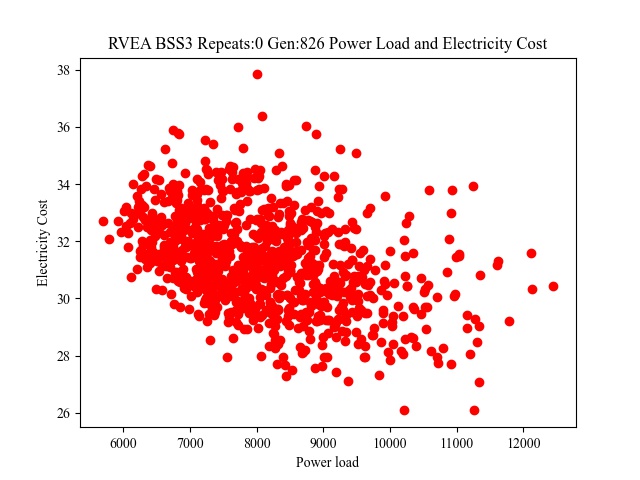 RVEA BSS3 Repeats:0 Gen:826 Power Load and Electricity Cost
38
36
34
32
30
28
26
Electricity Cost
6000 7000 8000 9000 10000 11000 12000
Power load